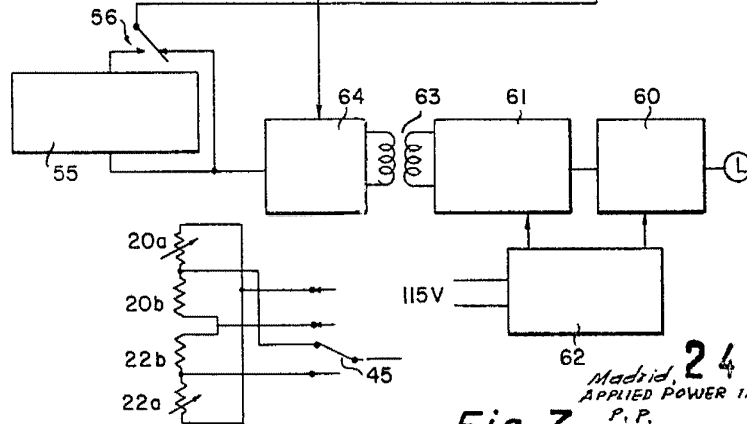 56
64
63
61
60
55
20a
20b
22b
22a
45
115V
62
Madrid, 24
APPLIED POWER
P. P.
Fig. 7